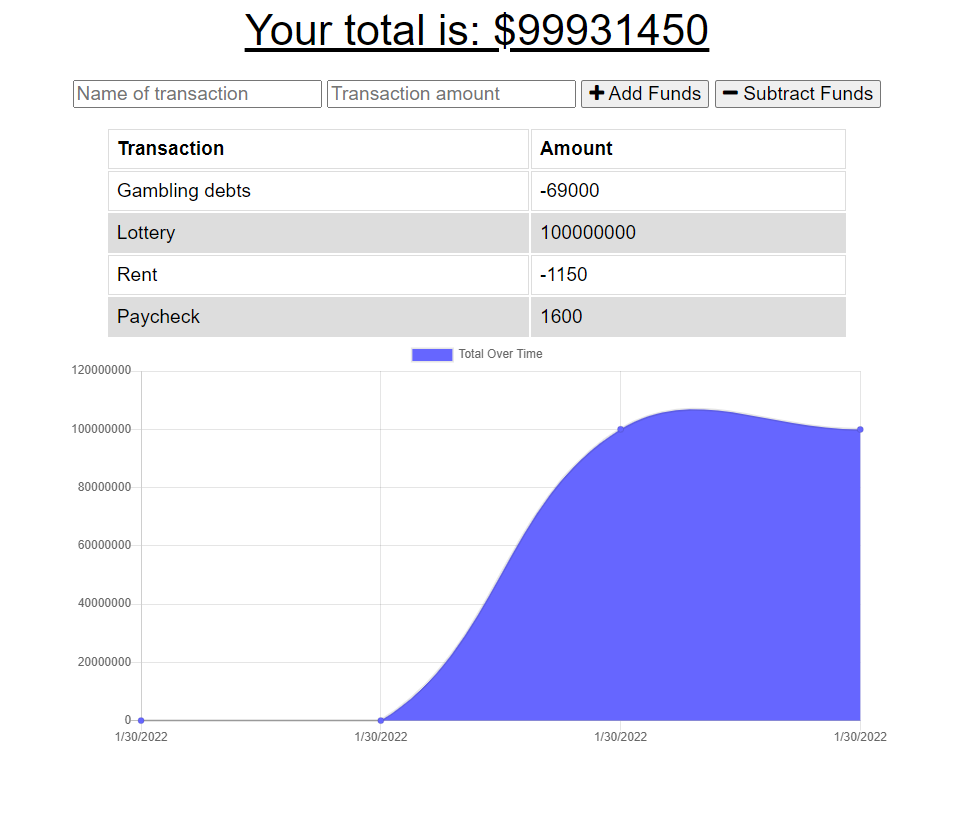 Your total is: $99931450
Name of transaction Transaction amount Add Funds Subtract Funds
Transaction Amount
Gambling debts -69000
Lottery 100000000
Rent -1150
Paycheck 1600
Total Over Time
120000000
100000000
80000000
60000000
40000000
20000000
0
1/30/2022 1/30/2022 1/30/2022 1/30/2022